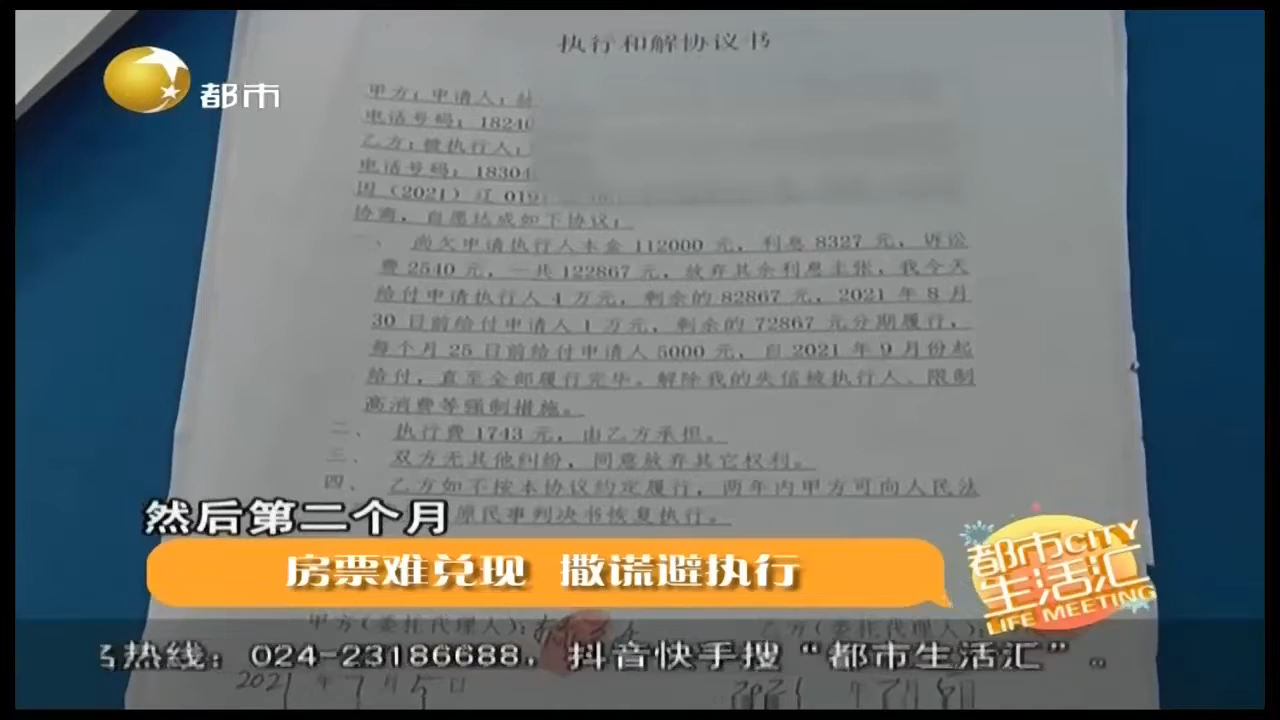 执行和解协议书
都市
甲方：申请人：
电话号码：18240
乙方：被执行人：
电话号码：18304
因（2021）辽 019
协商，自愿达成如下协议：
一、 尚欠申请执行人本金 112000 元，利息 8327 元，诉讼
费 2540 元，一共 122867 元，放弃其余利息主张，我今天
给付申请执行人 4 万元，剩余的 82867 元，2021 年 8 月
30 日前给付申请人 1 万元，剩余的 72867 元分期履行，
每个月 25 日前给付申请人 5000 元，自 2021 年 9 月份起
给付，直至全部履行完毕。解除我的失信被执行人、限制
高消费等强制措施。
二、 执行费 1743 元，由乙方承担。
三、 双方无其他纠纷，同意放弃其它权利。
四、 乙方如不按本协议约定履行，两年内甲方可向人民法
原民事判决书恢复执行。
然后第二个月
房票难兑现 撒谎避执行
都市CITY
生活汇
LIFE MEETING
甲方（委托代理人）：
乙方（委托代理人）：
热线：024-23186688，抖音快手搜“都市生活汇”。
2021 年 7 月 5 日
2021 年 7 月